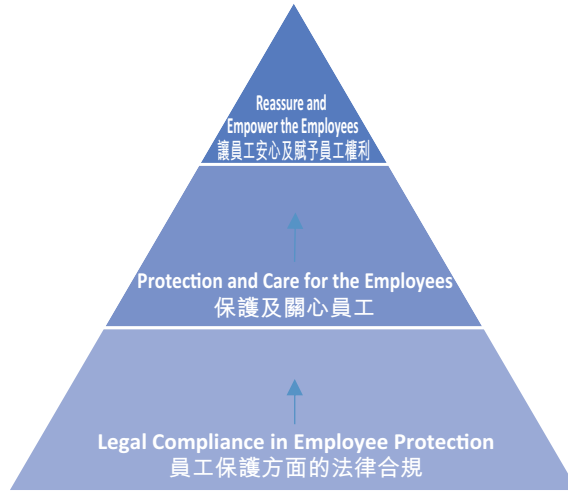 Reassure and
Empower the Employees
讓員工安心及賦予員工權利
Protection and Care for the Employees
保護及關心員工
Legal Compliance in Employee Protection
員工保護方面的法律合規